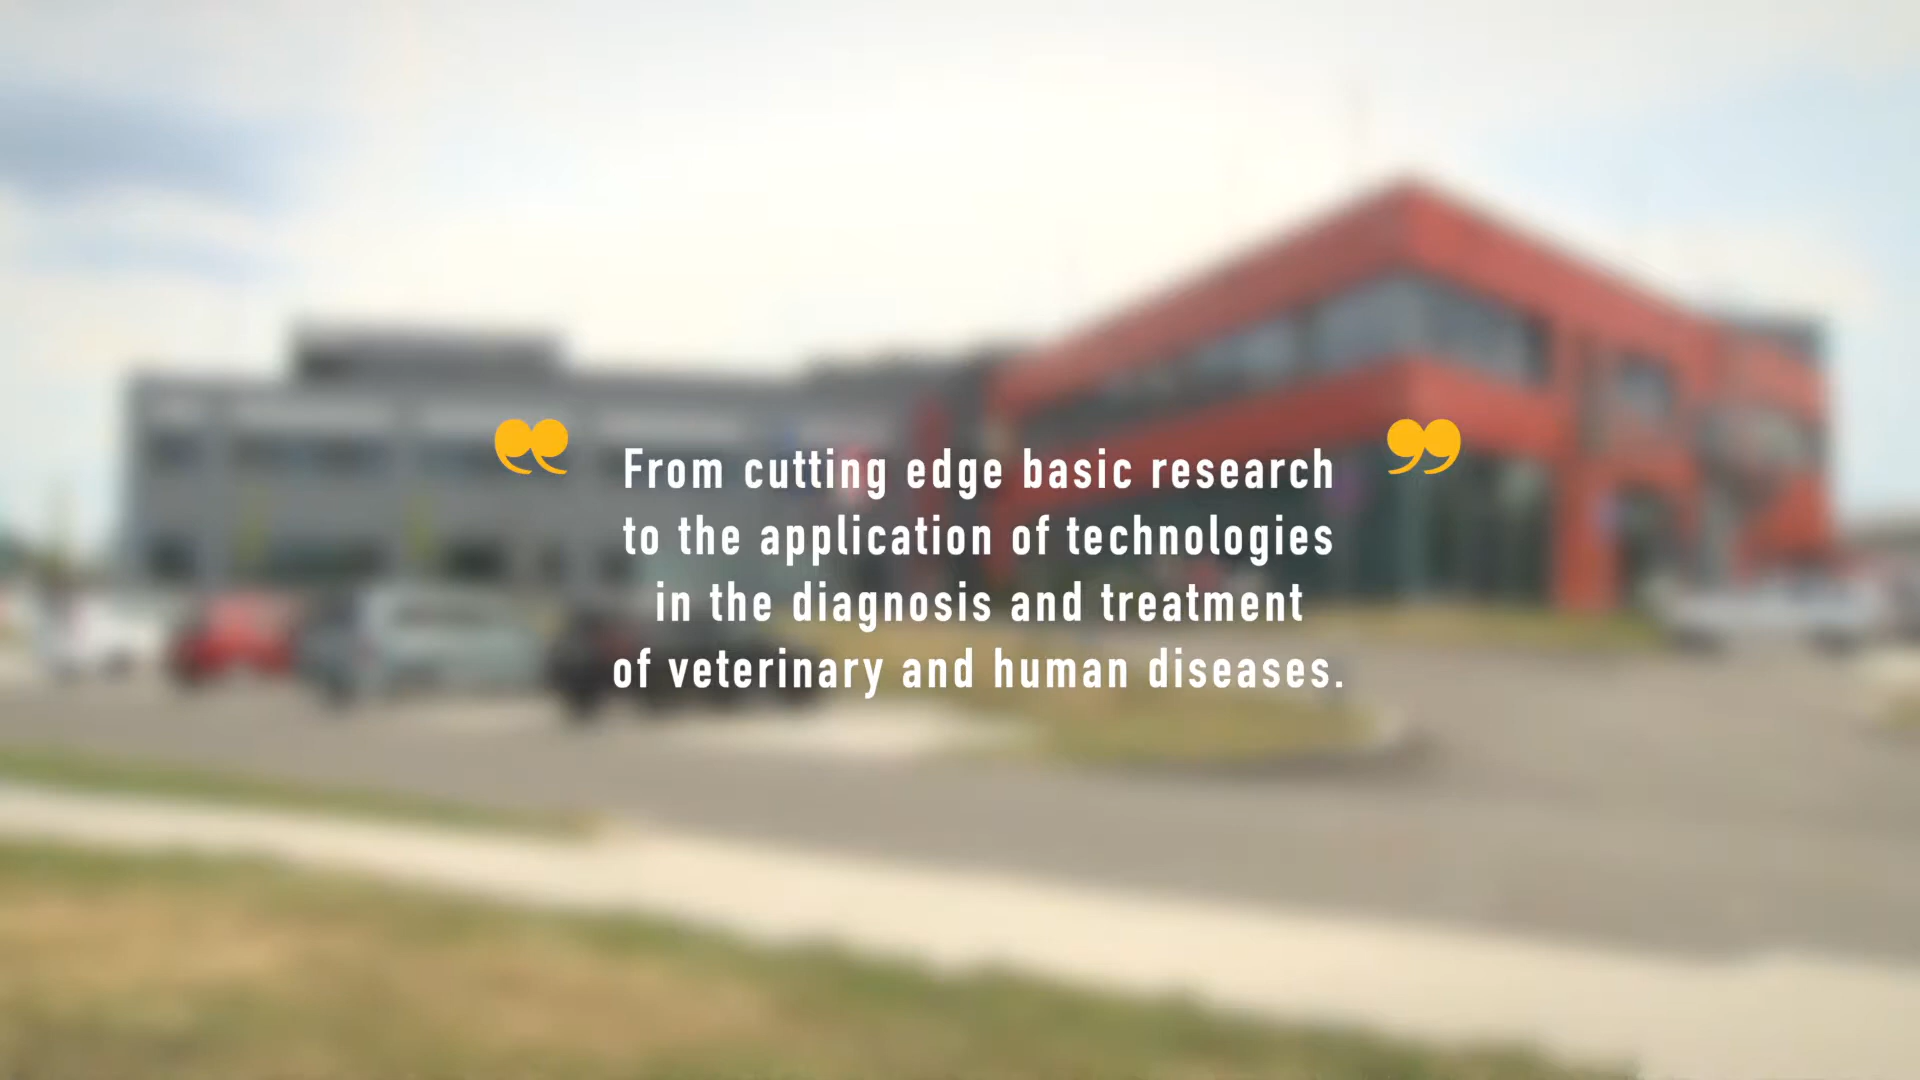 From cutting edge basic research
to the application of technologies
in the diagnosis and treatment
of veterinary and human diseases.